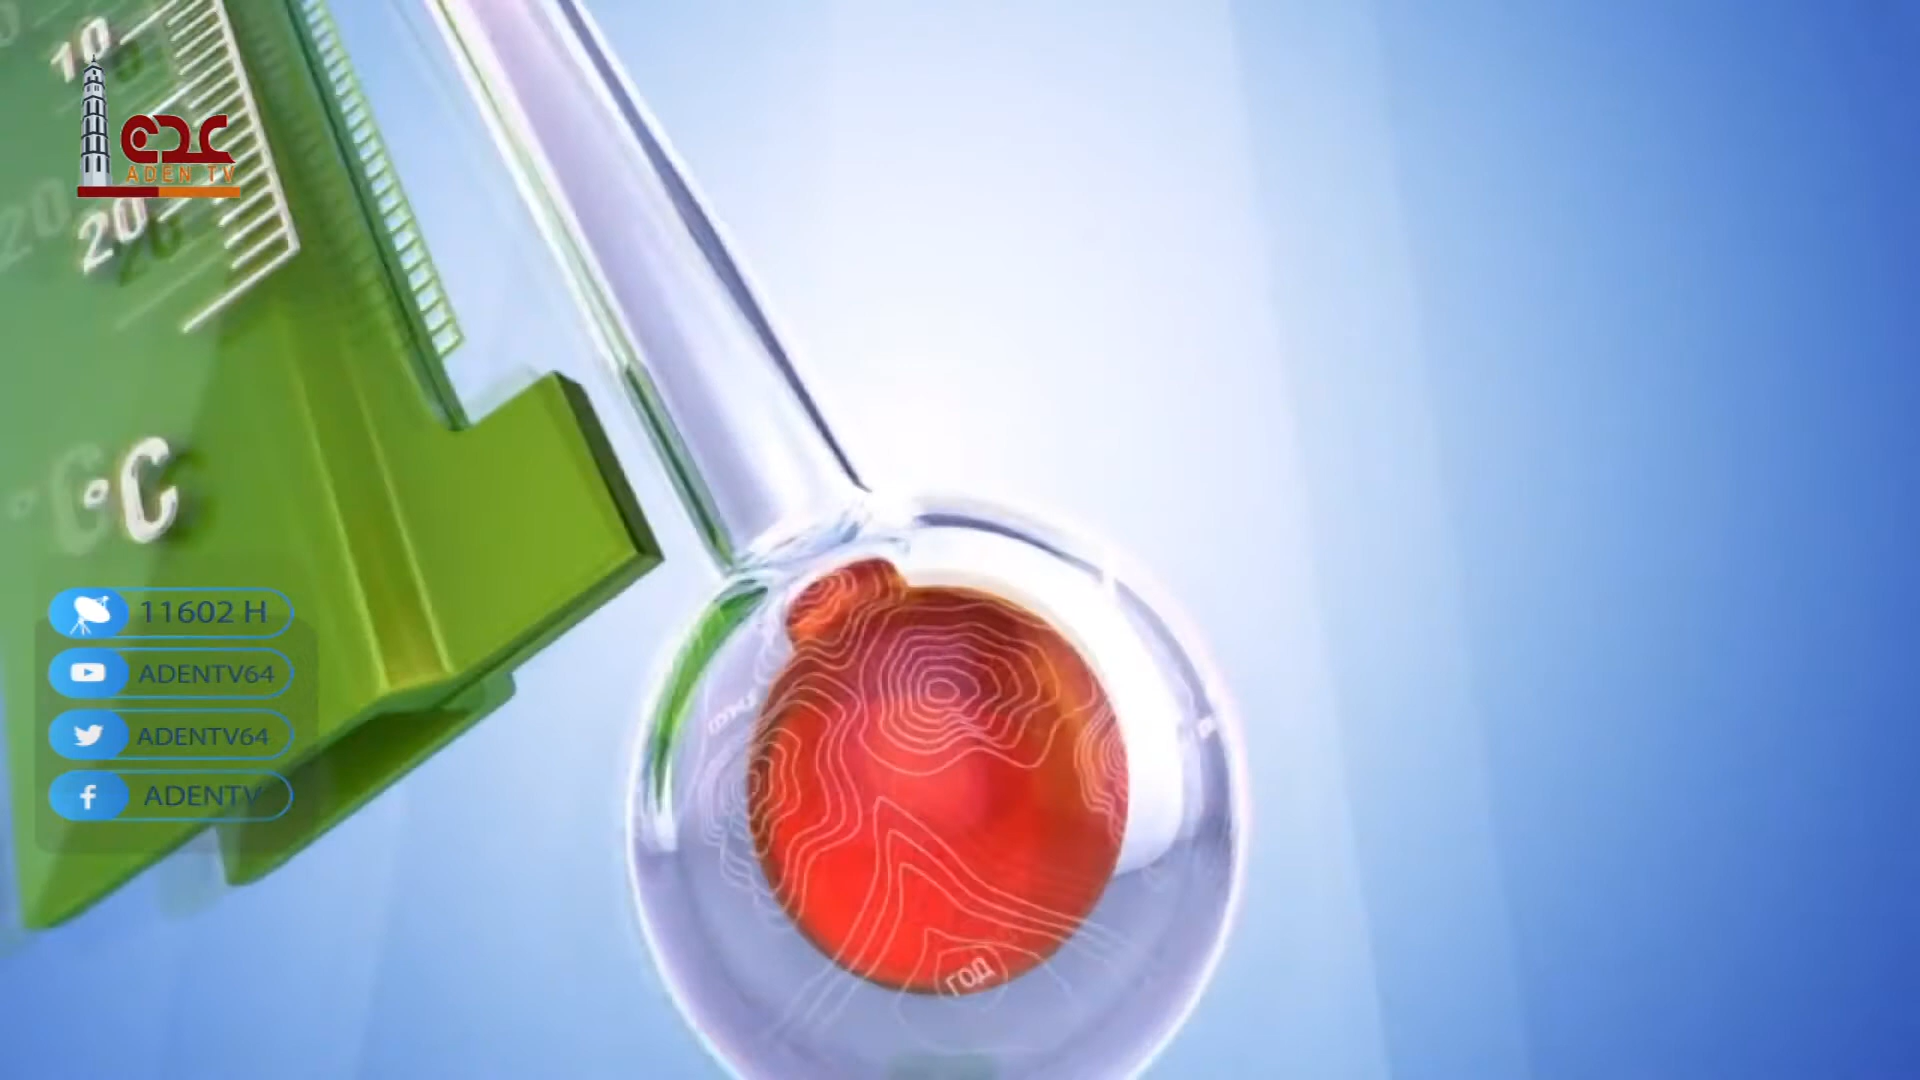 10
عدن
ADEN TV
20
°C
11602 H
ADENTV64
ADENTV64
ADENTV
ГОД